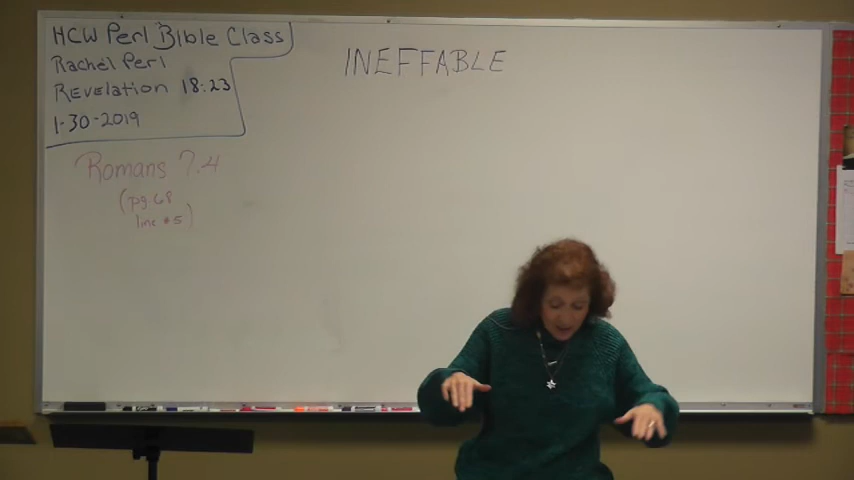 HCW Perl Bible Class
Rachel Perl
Revelation 18:23
1-30-2019
INEFFABLE
Romans 7.4
(pg 68
line #5)